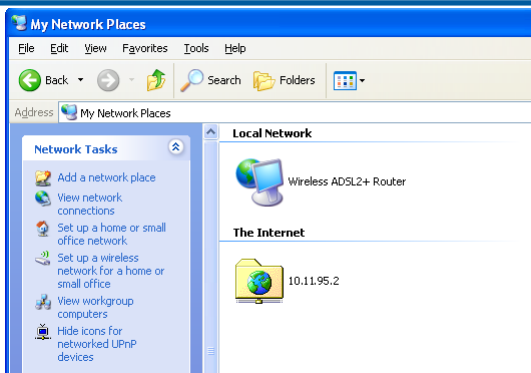 My Network Places
File Edit View Favorites Tools Help
Back Search Folders
Address My Network Places
Network Tasks
Add a network place
View network
connections
Set up a home or small
office network
Set up a wireless
network for a home or
small office
View workgroup
computers
Hide icons for
networked UPnP
devices
Local Network
Wireless ADSL2+ Router
The Internet
10.11.95.2